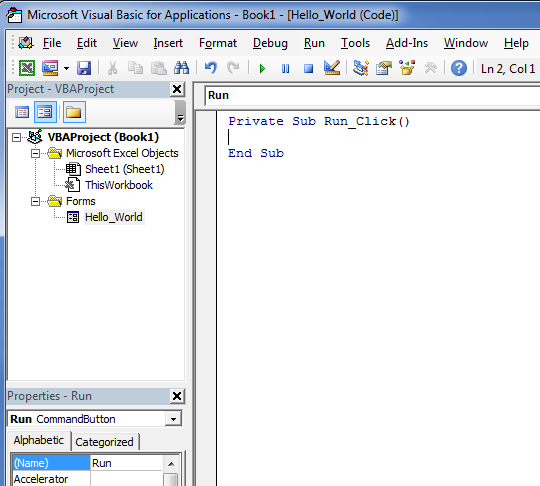 Microsoft Visual Basic for Applications - Book1 - [Hello_World (Code)]
File Edit View Insert Format Debug Run Tools Add-Ins Window Help
Ln 2, Col 1
Project - VBAProject
Run
Private Sub Run_Click()
End Sub
VBAProject (Book1)
Microsoft Excel Objects
Sheet1 (Sheet1)
ThisWorkbook
Forms
Hello_World
Properties - Run
Run CommandButton
Alphabetic Categorized
(Name) Run
Accelerator